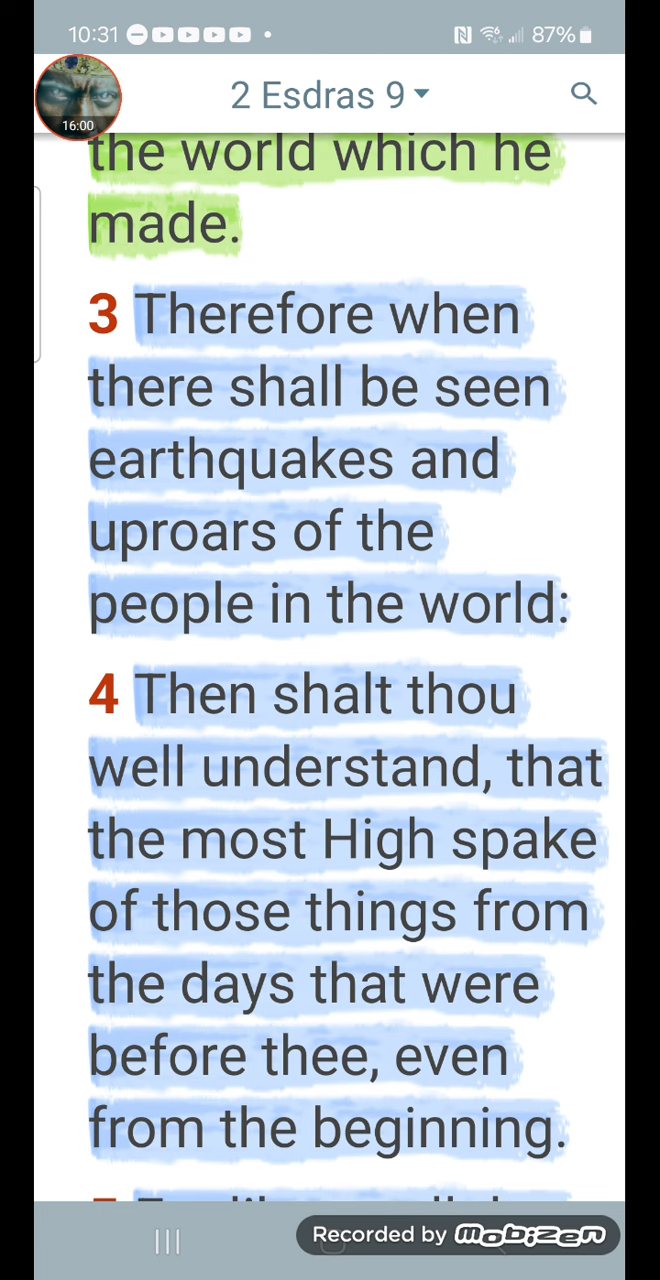 10:31 87%
16:00
2 Esdras 9
the world which he
made.
3 Therefore when
there shall be seen
earthquakes and
uproars of the
people in the world:
4 Then shalt thou
well understand, that
the most High spake
of those things from
the days that were
before thee, even
from the beginning.
Recorded by Mobizen